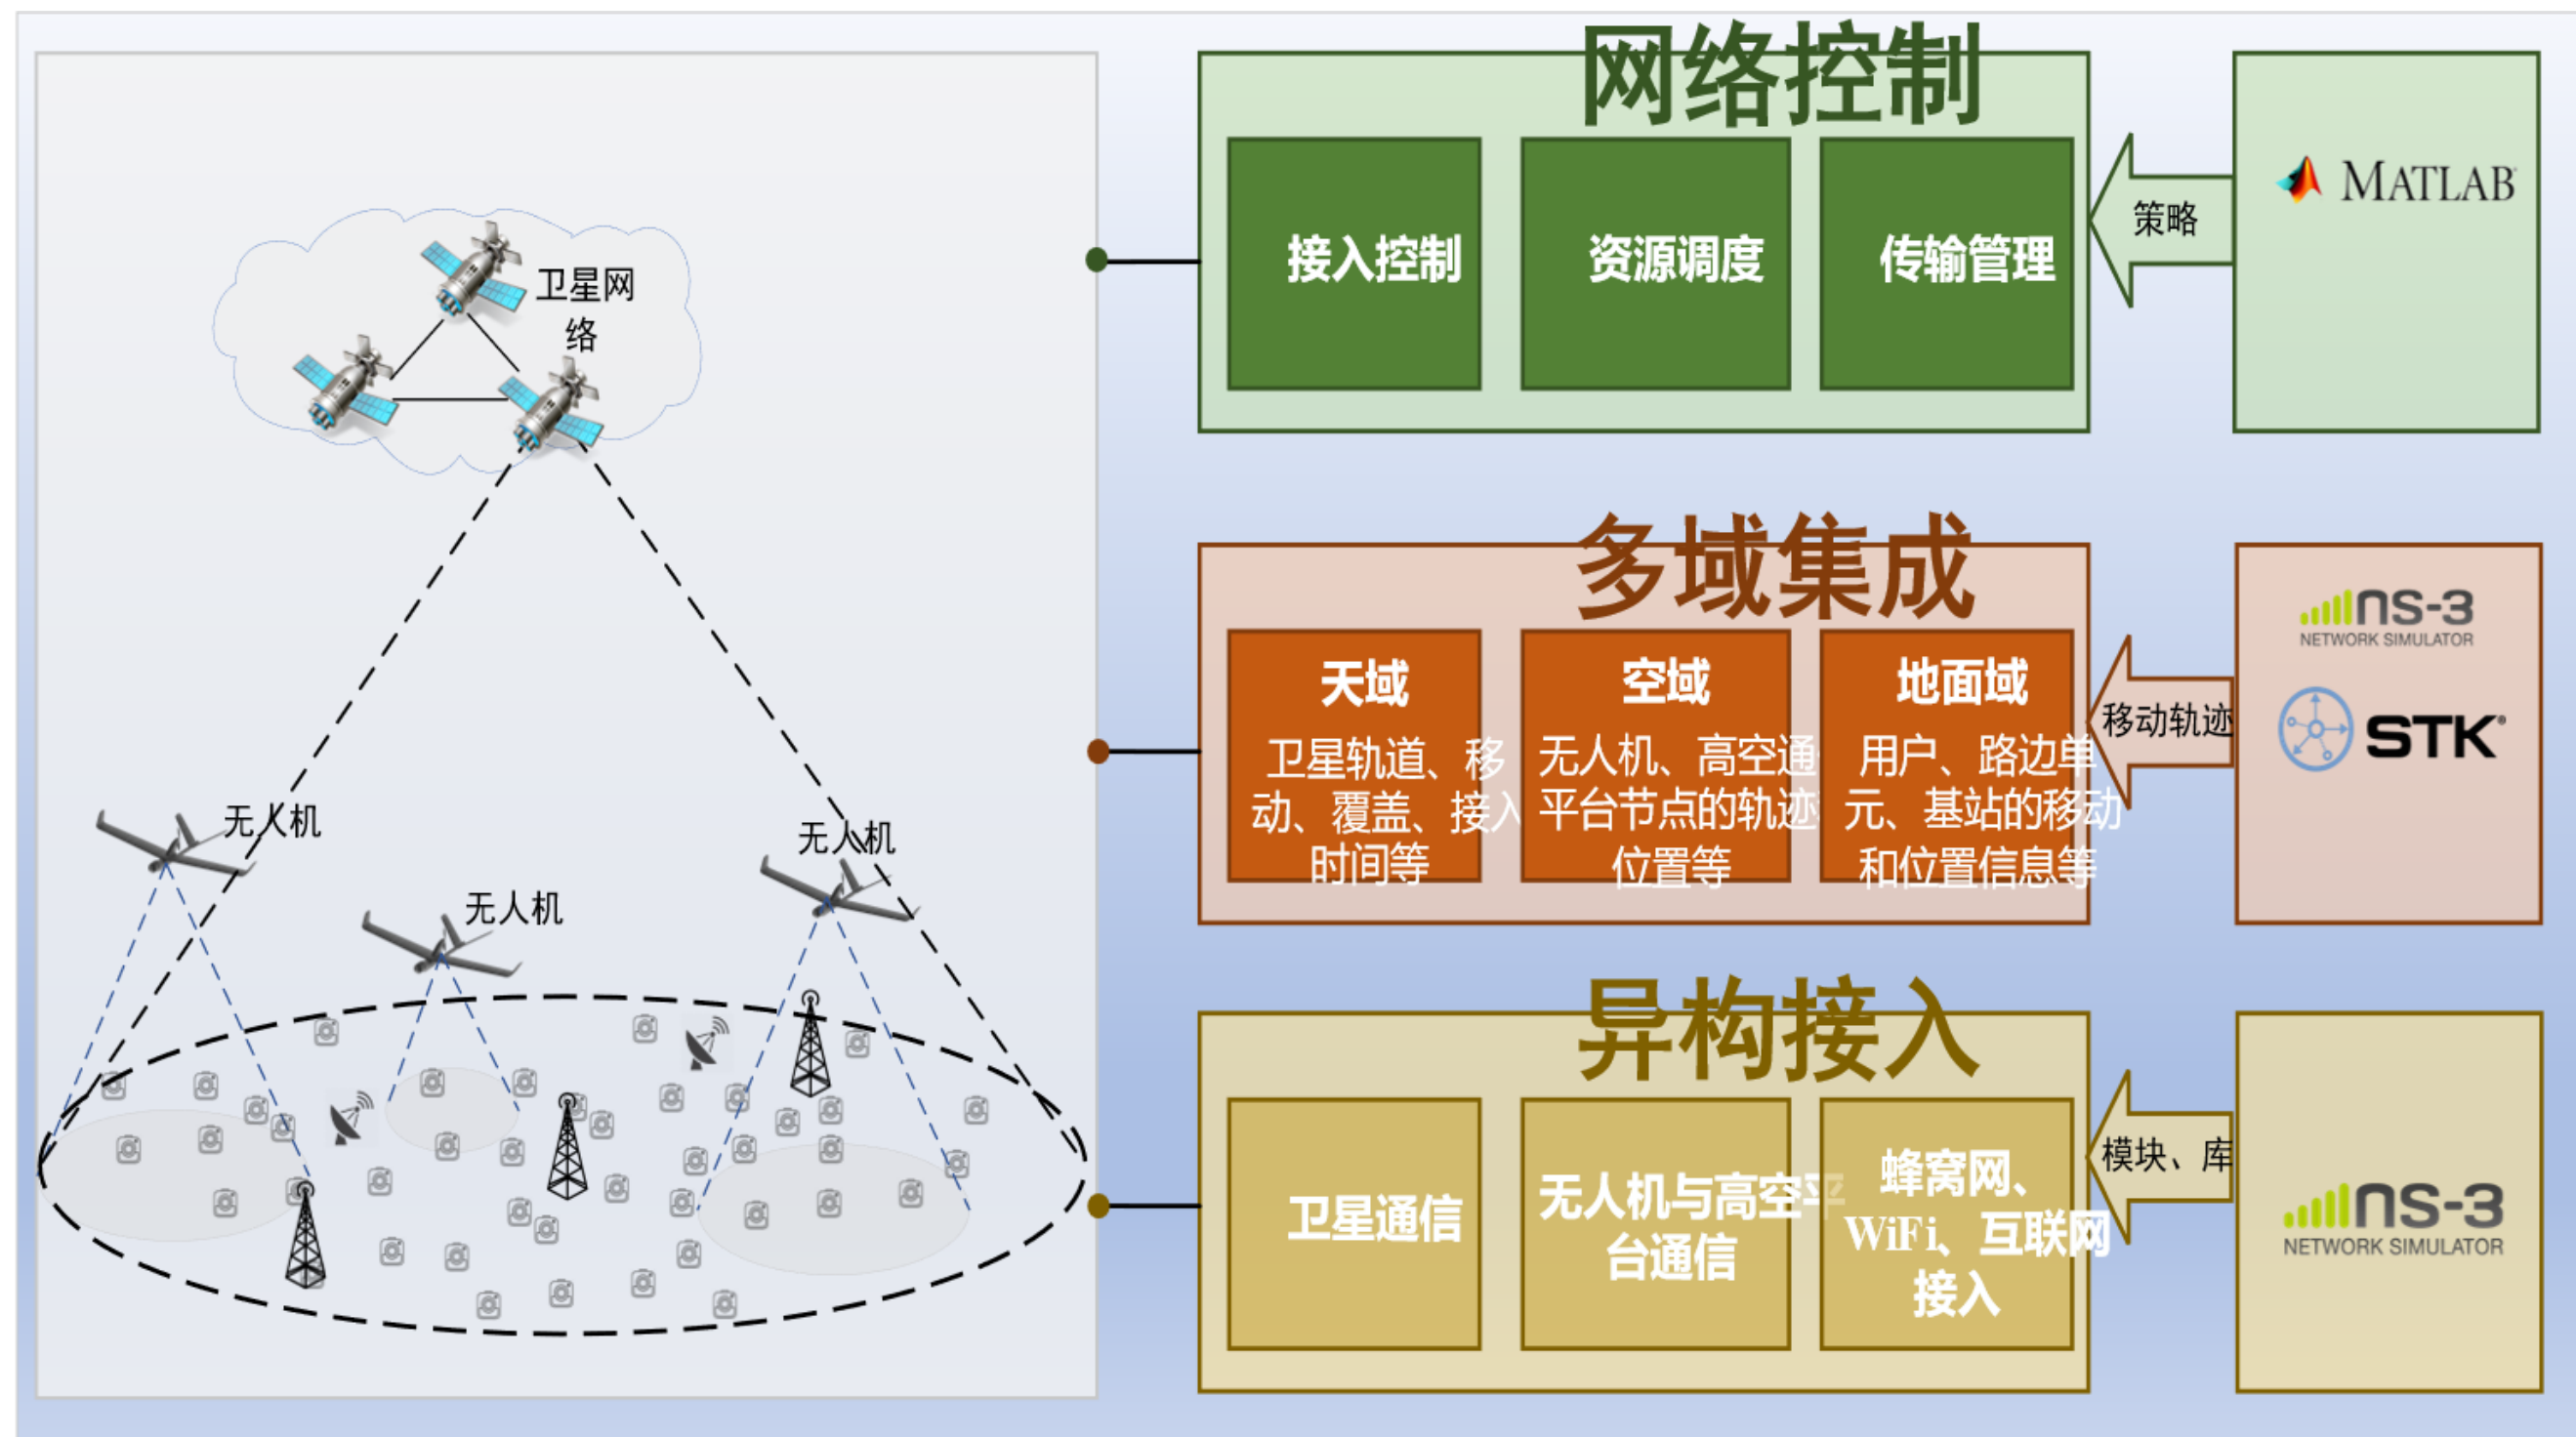 网络控制
接入控制
资源调度
传输管理
策略
MATLAB
卫星网
络
多域集成
天域
卫星轨道、移
动、覆盖、接入
时间等
空域
无人机、高空通
平台节点的轨迹
位置等
地面域
用户、路边单
元、基站的移动
和位置信息等
移动轨迹
ns-3
NETWORK SIMULATOR
STK
无人机
无人机
无人机
异构接入
卫星通信
无人机与高空平
台通信
蜂窝网、
WiFi、互联网
接入
模块、库
ns-3
NETWORK SIMULATOR